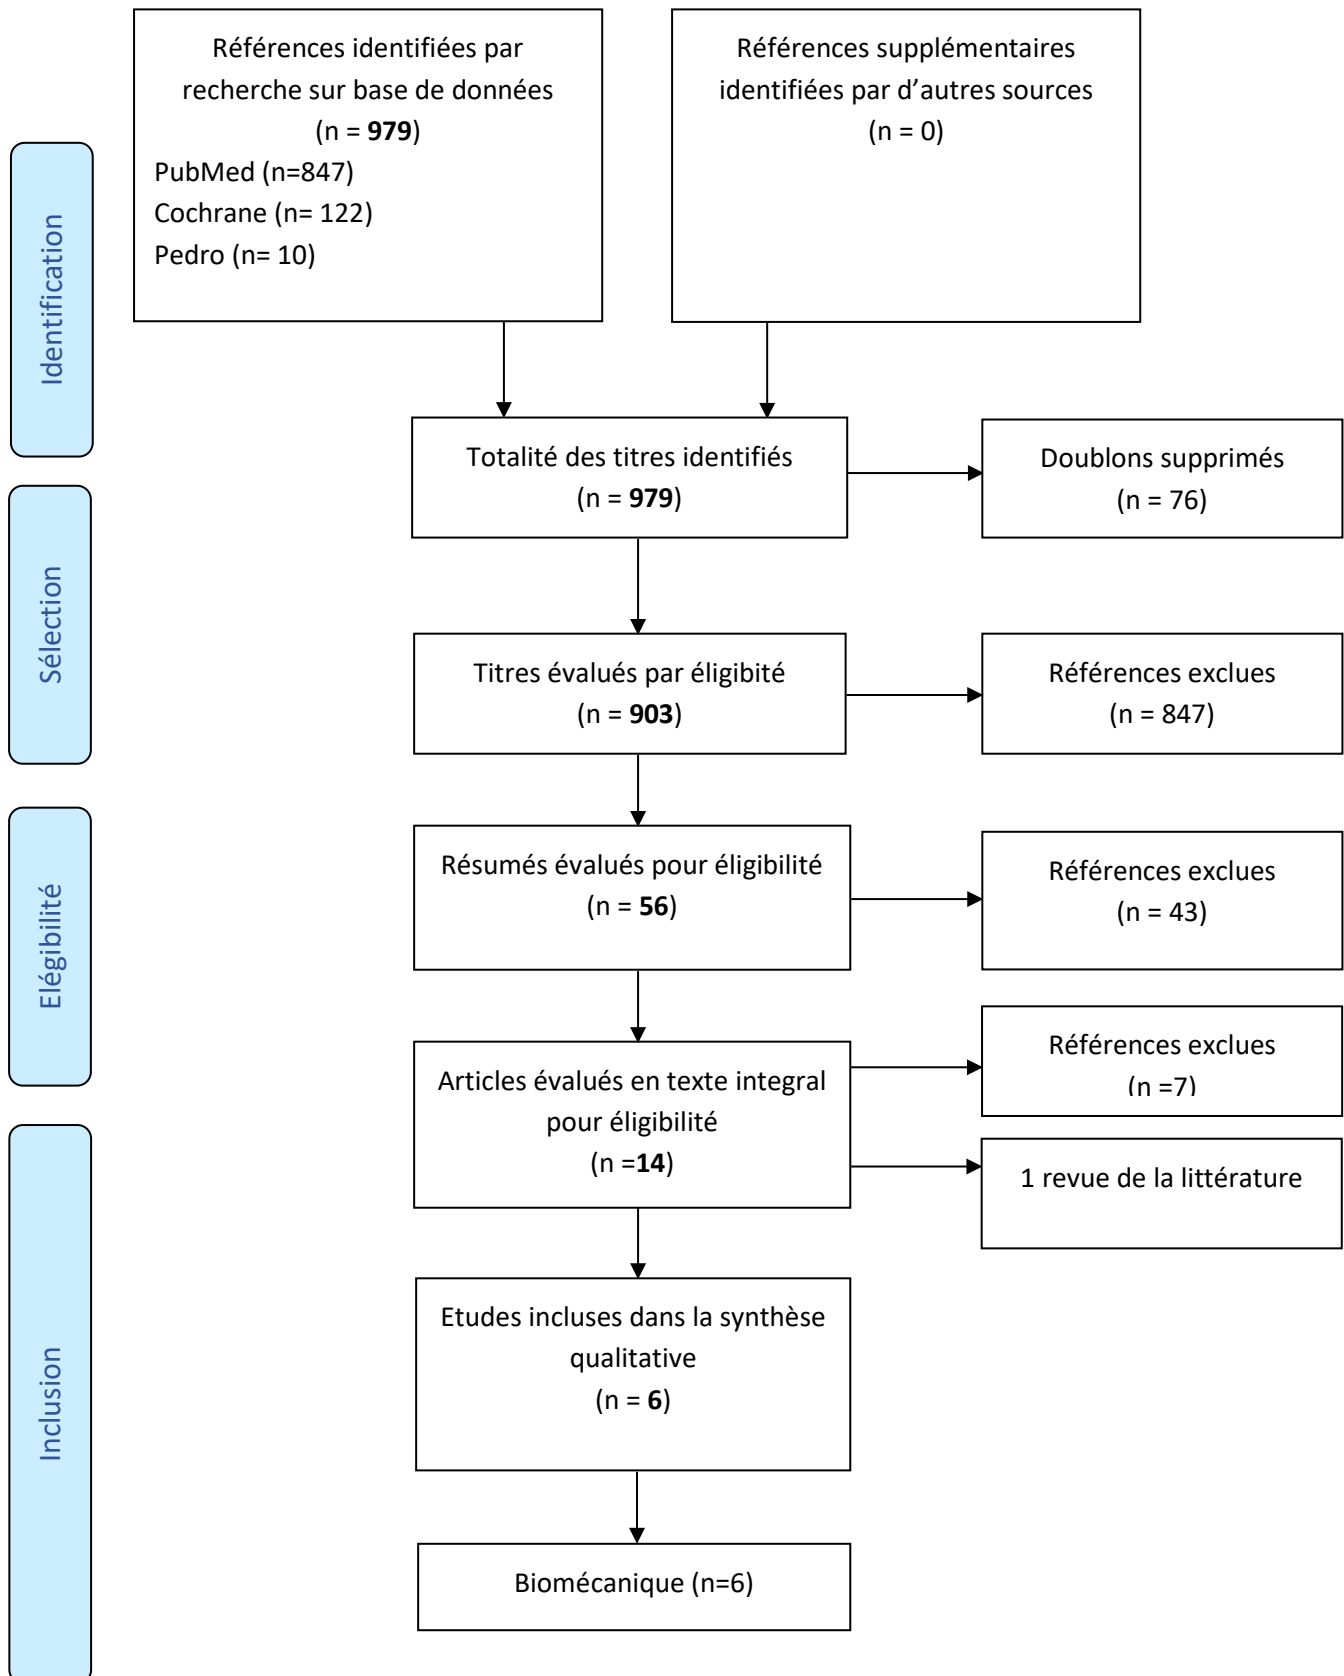 Références identifiées par
recherche sur base de données
(n = 979)
PubMed (n=847)
Cochrane (n= 122)
Pedro (n= 10)
Références supplémentaires
identifiées par d’autres sources
(n = 0)
Identification
Totalité des titres identifiés
(n = 979)
Doublons supprimés
(n = 76)
Sélection
Titres évalués par éligibité
(n = 903)
Références exclues
(n = 847)
Elégibilité
Résumés évalués pour éligibilité
(n = 56)
Références exclues
(n = 43)
Articles évalués en texte integral
pour éligibilité
(n =14)
Références exclues
(n =7)
1 revue de la littérature
Inclusion
Etudes incluses dans la synthèse
qualitative
(n = 6)
Biomécanique (n=6)